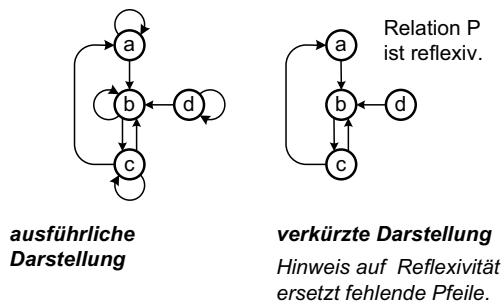 a
b
d
c
ausführliche
Darstellung
a
Relation P
ist reflexiv.
b
d
c
verkürzte Darstellung
Hinweis auf Reflexivität
ersetzt fehlende Pfeile.